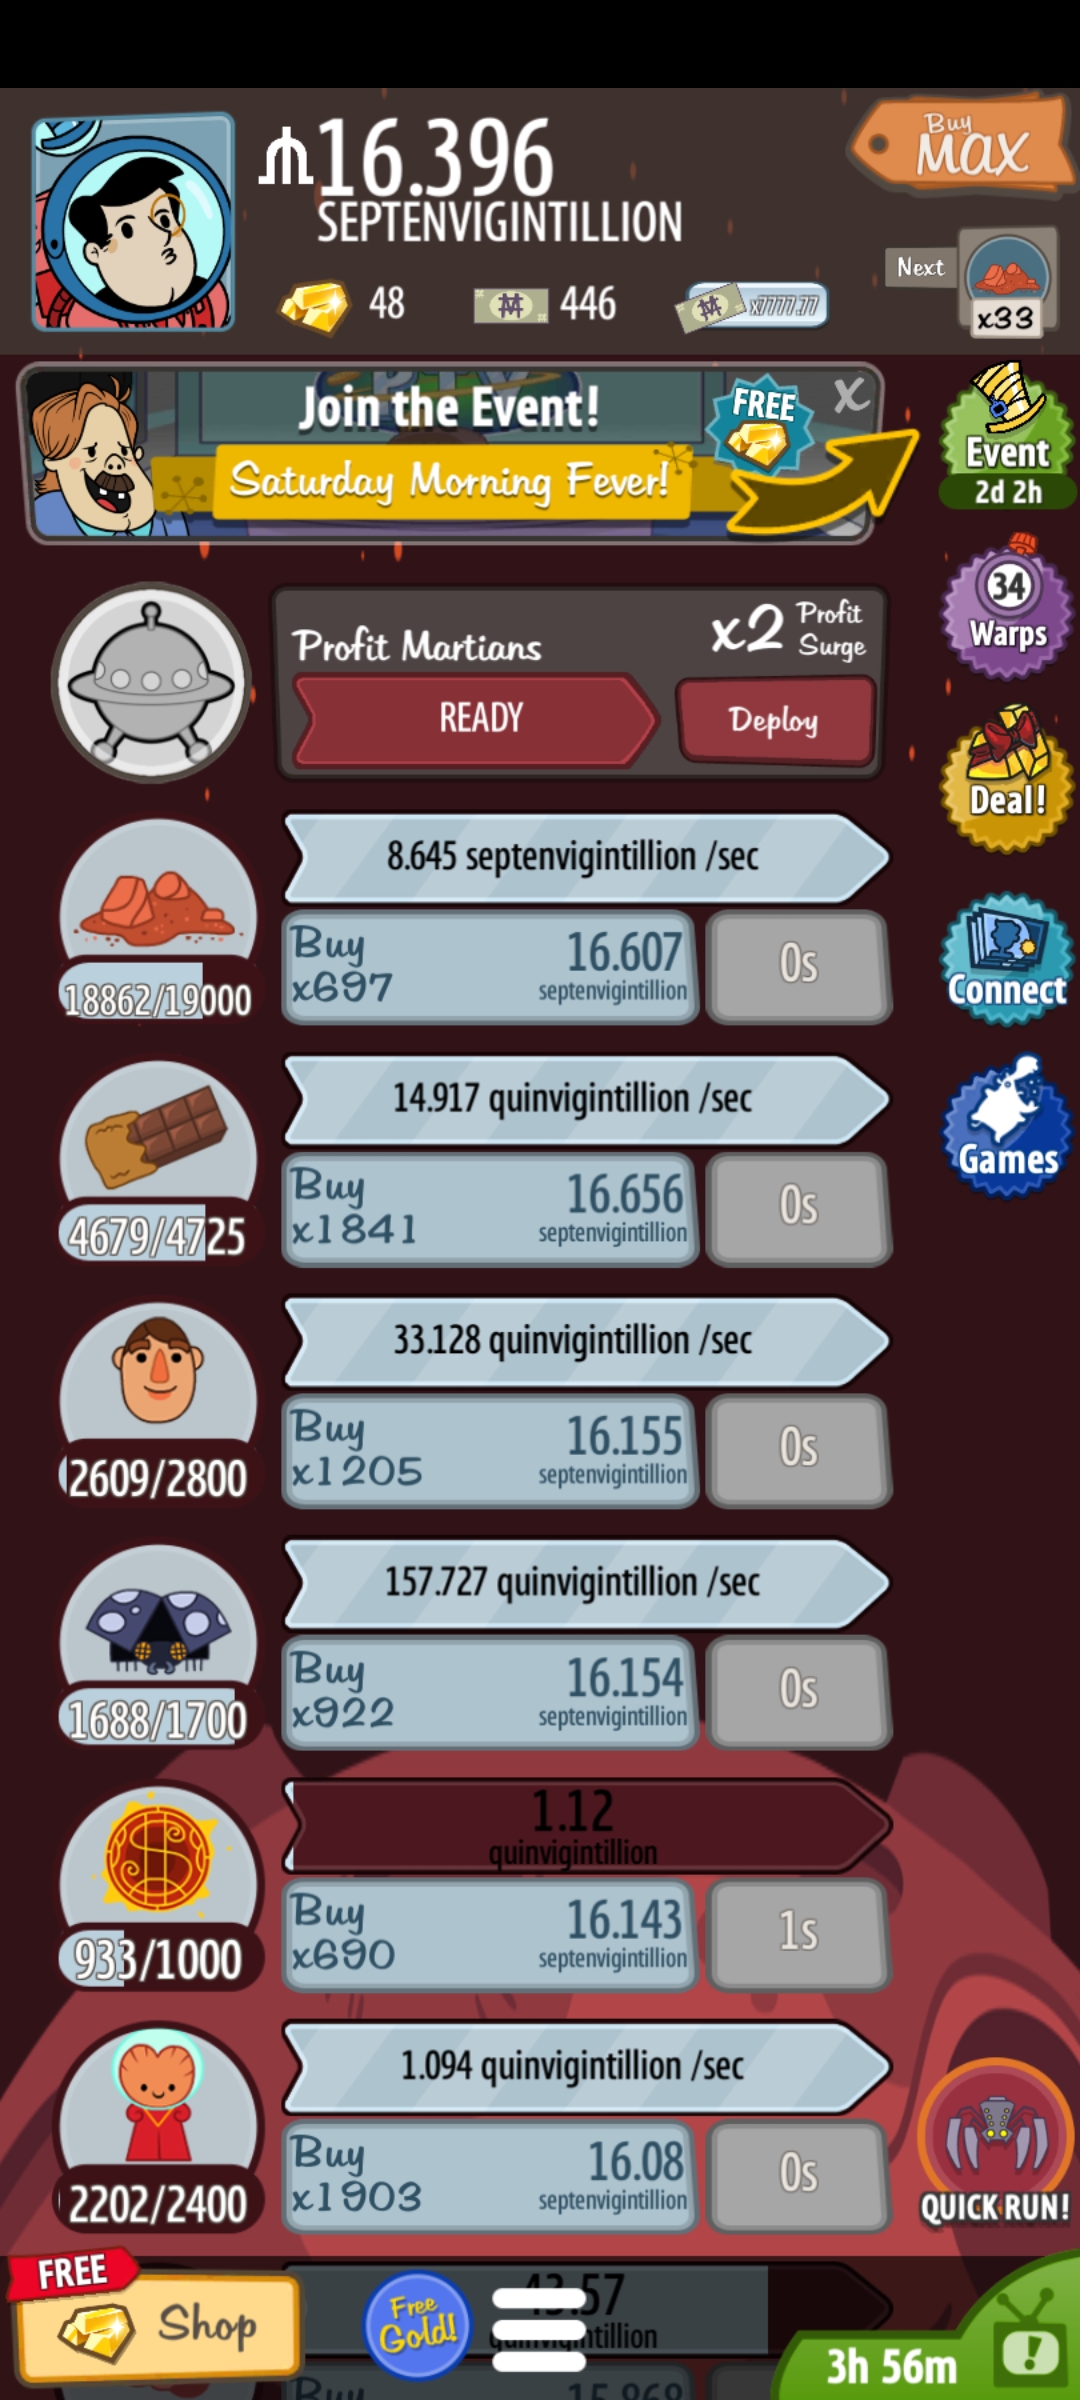 16.396
SEPTENVIGINTILLION
Buy
MAX
48
446
x7777.77
Next
x33
Join the Event!
FREE
X
Saturday Morning Fever!
Event
2d 2h
34
Warps
Profit Martians
x2 Profit Surge
READY
Deploy
Deal!
8.645 septenvigintillion /sec
18862/19000
Buy
x697
16.607
septenvigintillion
0s
Connect
14.917 quinvigintillion /sec
4679/4725
Buy
x1841
16.656
septenvigintillion
0s
Games
33.128 quinvigintillion /sec
2609/2800
Buy
x1205
16.155
septenvigintillion
0s
157.727 quinvigintillion /sec
1688/1700
Buy
x922
16.154
septenvigintillion
0s
1.12
quinvigintillion
933/1000
Buy
x690
16.143
septenvigintillion
1s
1.094 quinvigintillion /sec
2202/2400
Buy
x1903
16.08
septenvigintillion
0s
QUICK RUN!
FREE
Shop
Free
Gold!
43.57
quinvigintillion
3h 56m
Buy
15.868